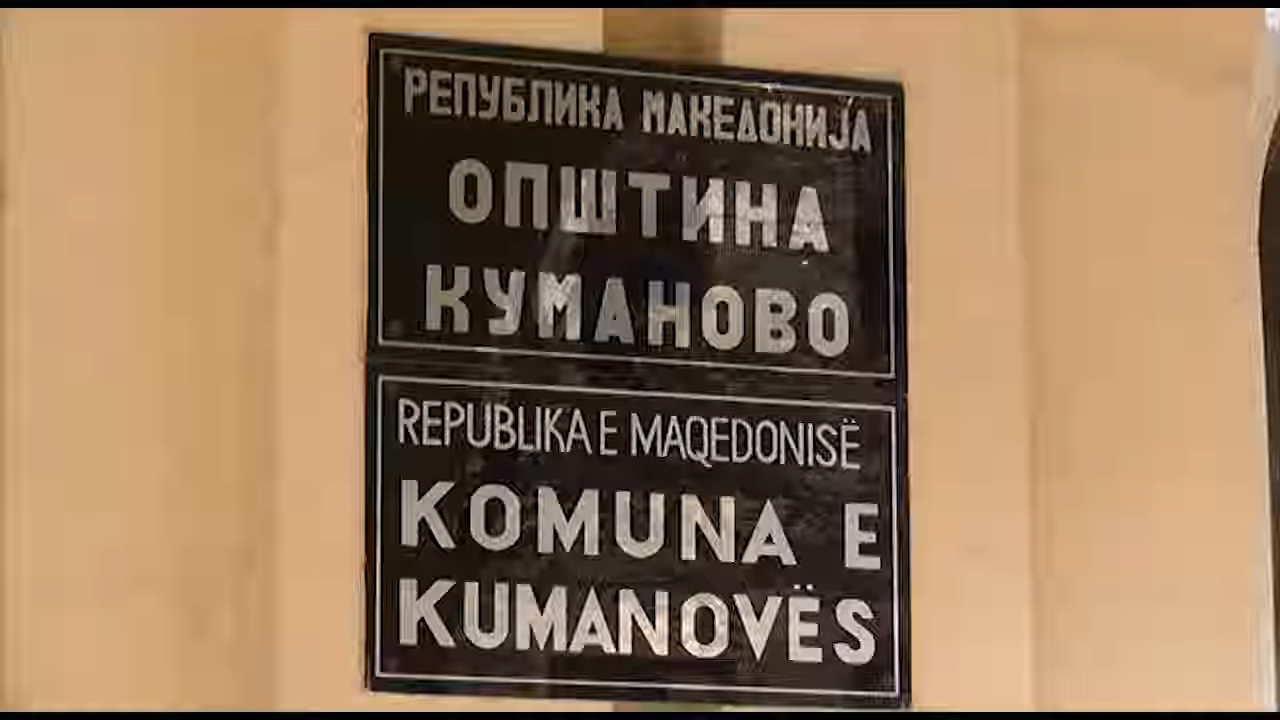 РЕПУБЛИКА МАКЕДОНИЈА
ОПШТИНА
КУМАНОВО
REPUBLIKA E MAQEDONISË
KOMUNA E
KUMANOVËS